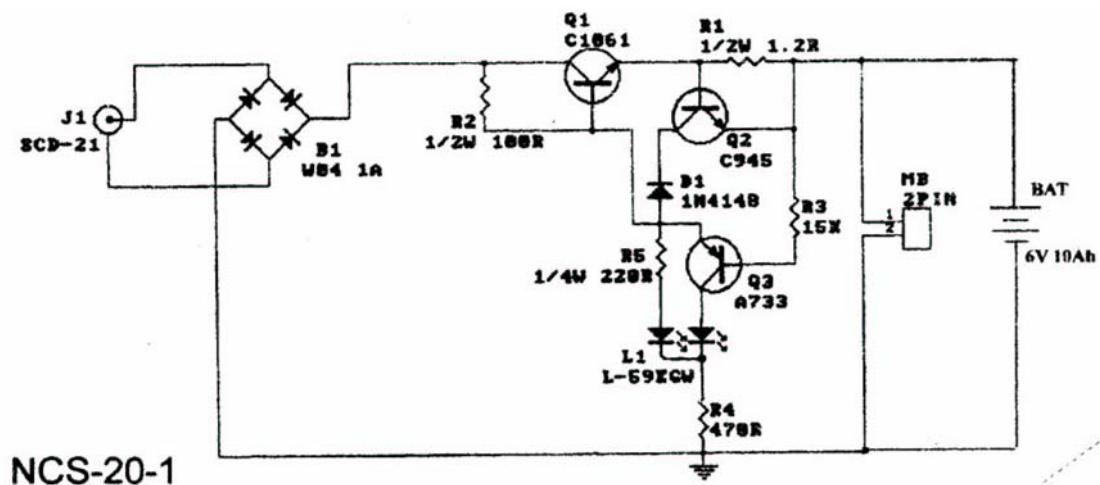 Q1
C1061
R1
1/2W 1.2R
J1
SCD-21
B1
W04 1A
R2
1/2W 100R
Q2
C945
D1
1N4148
R3
15K
MB
2PIN
1
2
BAT
6V 10Ah
R5
1/4W 220R
Q3
A733
L1
L-59EGW
R4
470R
NCS-20-1